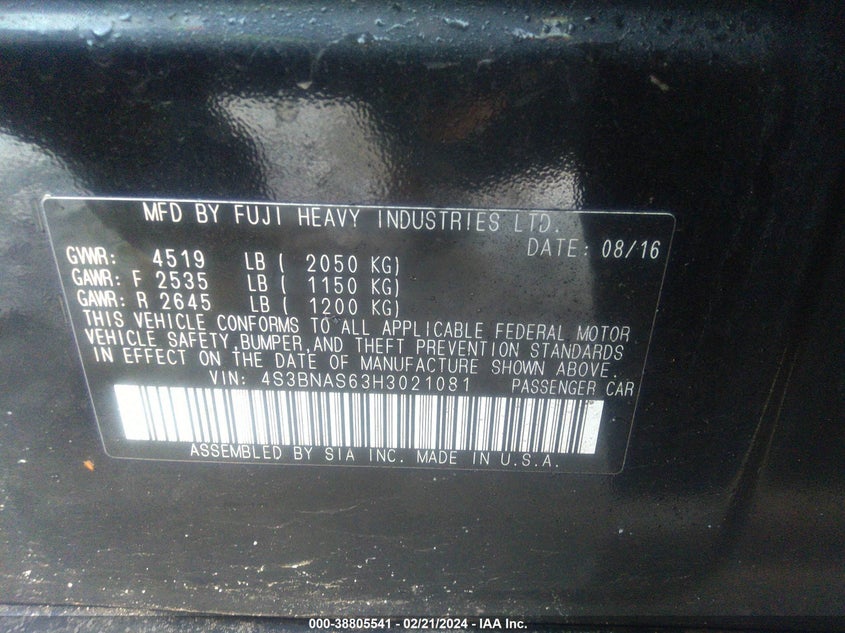 MFD BY FUJI HEAVY INDUSTRIES LTD.
DATE: 08/16
GVWR: 4519 LB ( 2050 KG)
GAWR: F 2535 LB ( 1150 KG)
GAWR: R 2645 LB ( 1200 KG)
THIS VEHICLE CONFORMS TO ALL APPLICABLE FEDERAL MOTOR
VEHICLE SAFETY,BUMPER,AND THEFT PREVENTION STANDARDS
IN EFFECT ON THE DATE OF MANUFACTURE SHOWN ABOVE.
VIN: 4S3BNAS63H3021081 PASSENGER CAR
ASSEMBLED BY SIA INC. MADE IN U.S.A.
000-38805541 - 02/21/2024 - IAA Inc.